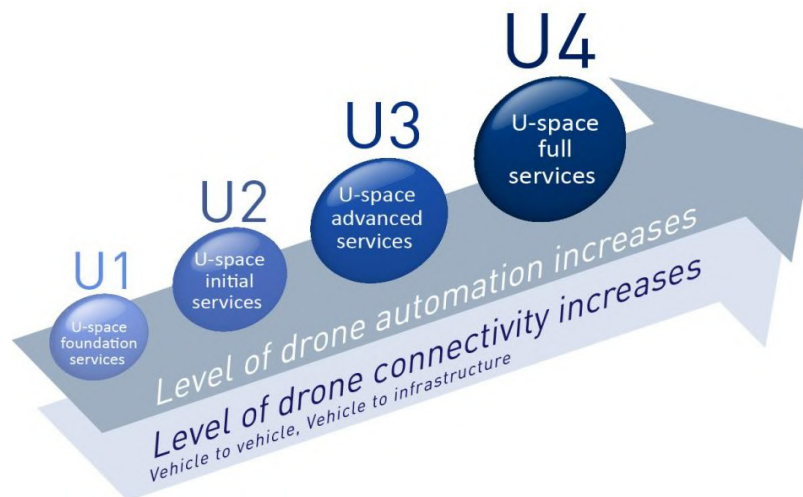 U1
U-space
foundation
services
U2
U-space
initial
services
U3
U-space
advanced
services
U4
U-space
full
services
Level of drone automation increases
Level of drone connectivity increases
Vehicle to vehicle, Vehicle to infrastructure